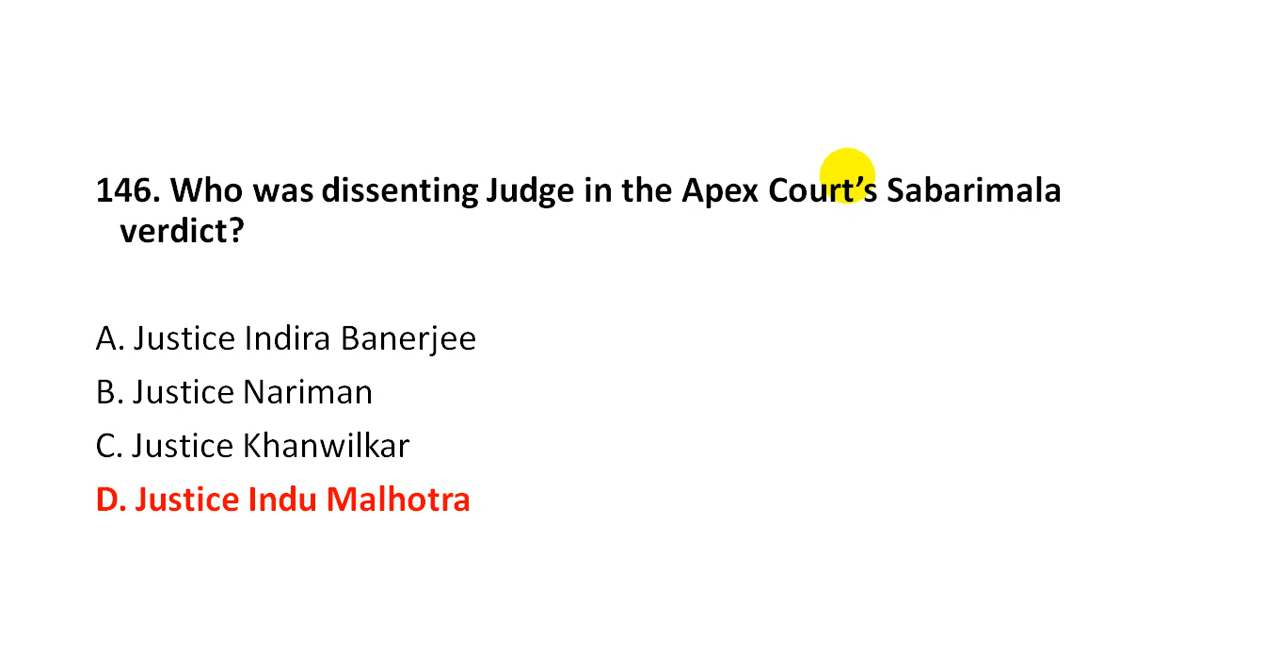 146. Who was dissenting Judge in the Apex Court’s Sabarimala
verdict?
A. Justice Indira Banerjee
B. Justice Nariman
C. Justice Khanwilkar
D. Justice Indu Malhotra